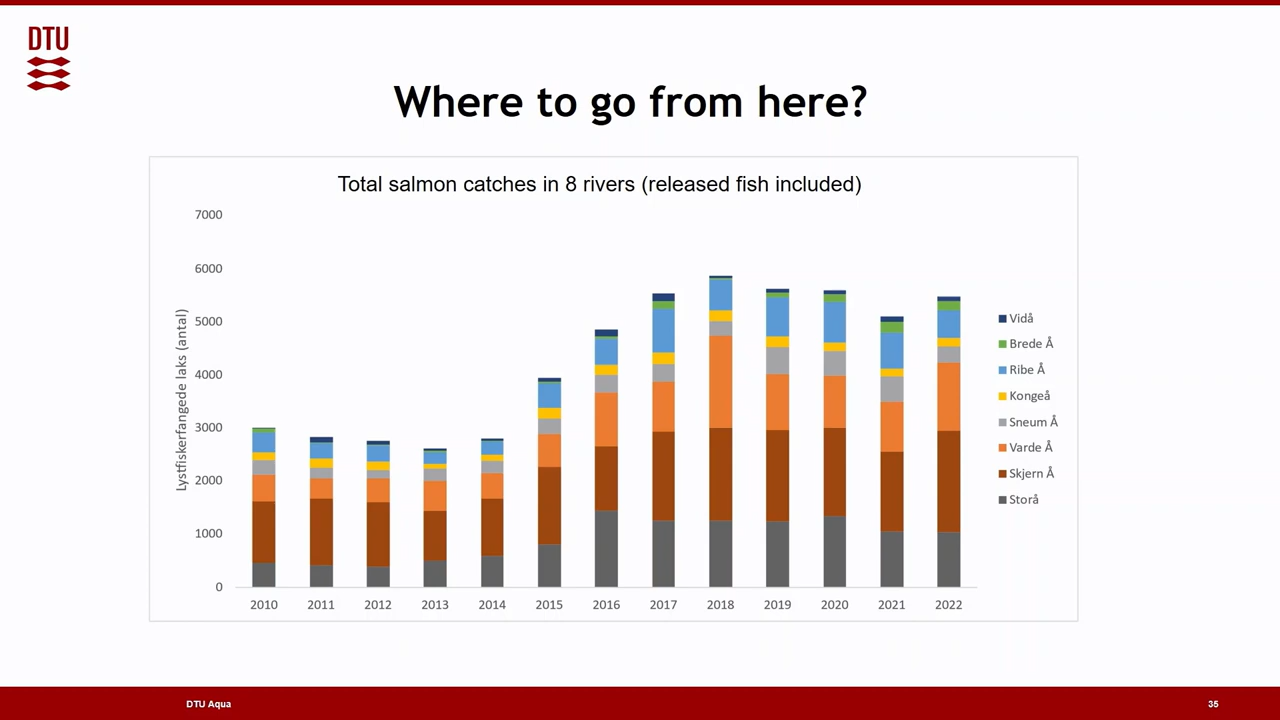 DTU
Where to go from here?
Total salmon catches in 8 rivers (released fish included)
Lystfiskerfangede laks (antal)
7000
6000
5000
4000
3000
2000
1000
0
2010 2011 2012 2013 2014 2015 2016 2017 2018 2019 2020 2021 2022
Vidå
Brede Å
Ribe Å
Kongeå
Sneum Å
Varde Å
Skjern Å
Storå
DTU Aqua
35